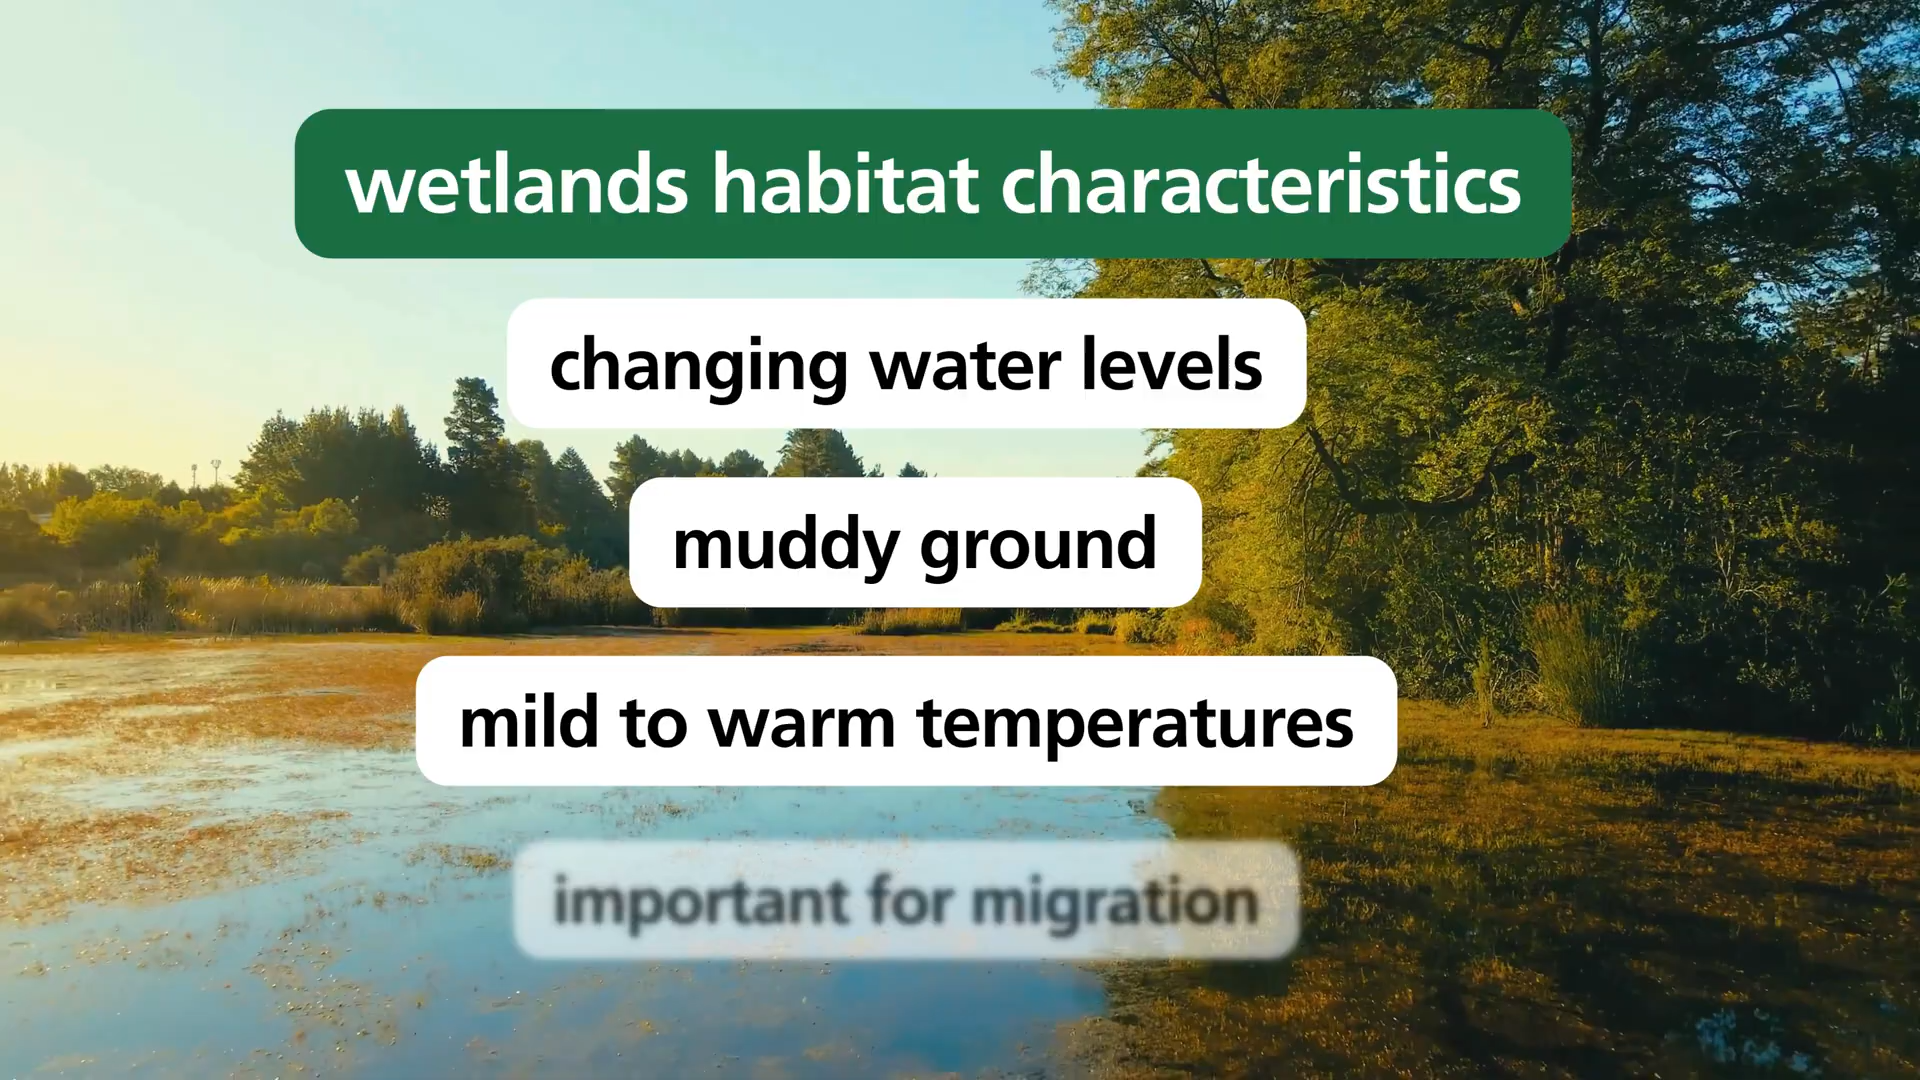 wetlands habitat characteristics
changing water levels
muddy ground
mild to warm temperatures
important for migration